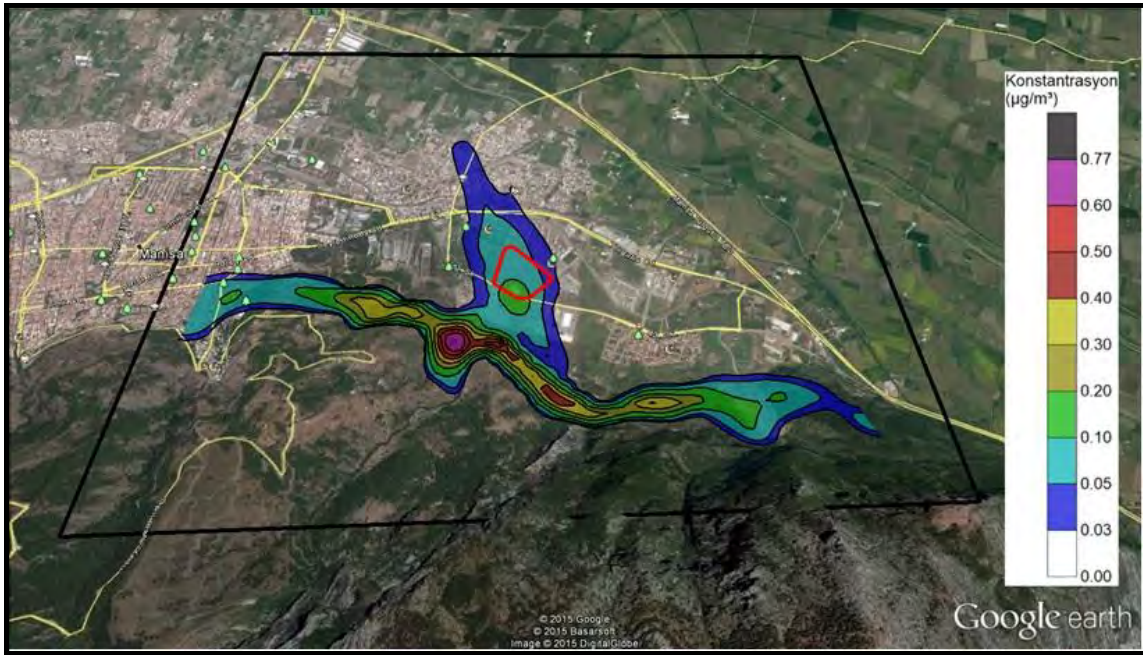 Konstantrasyon
(µg/m³)
0.77
0.60
0.50
0.40
0.30
0.20
0.10
0.05
0.03
0.00
Manisa
© 2015 Google
© 2015 Basarsoft
Image © 2015 DigitalGlobe
Google earth